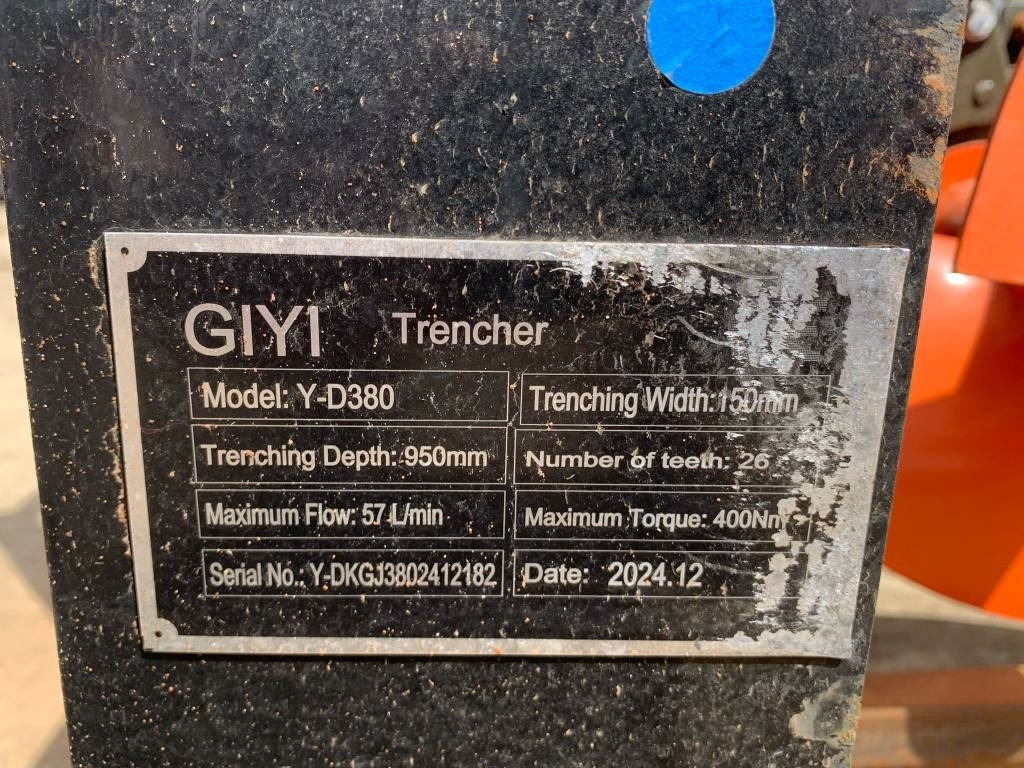 GIYI Trencher
Model: Y-D380 Trenching Width: 150mm
Trenching Depth: 950mm Number of teeth: 26
Maximum Flow: 57 L/min Maximum Torque: 400Nm
Serial No.: Y-DKGJ3802412182 Date: 2024.12